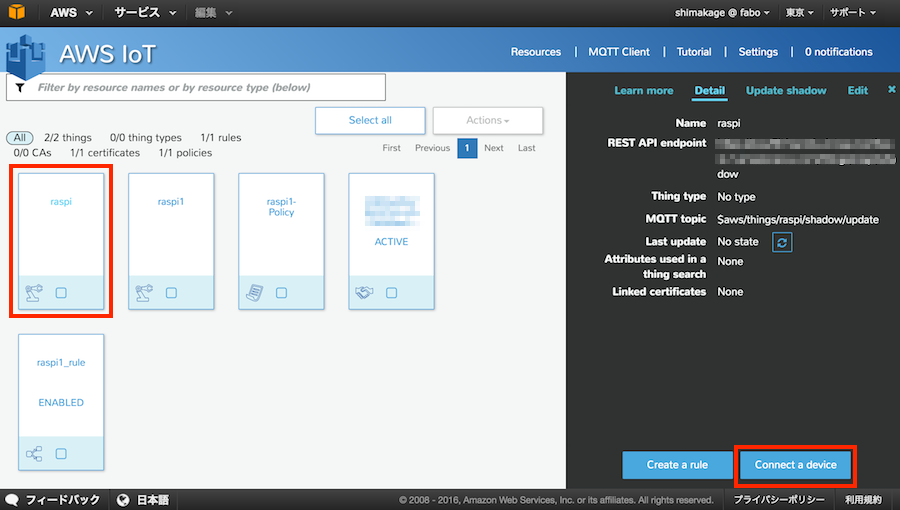 AWS サービス 編集 shimakage @ fabo 東京 サポート
AWS IoT
Resources | MQTT Client | Tutorial | Settings | 0 notifications
Filter by resource names or by resource type (below)
Select all Actions
All 2/2 things 0/0 thing types 1/1 rules
0/0 CAs 1/1 certificates 1/1 policies
First Previous 1 Next Last
raspi
raspi1
raspi1-
Policy
ACTIVE
raspi1_rule
ENABLED
Learn more Detail Update shadow Edit ×
Name raspi
REST API endpoint
dow
Thing type No type
MQTT topic $aws/things/raspi/shadow/update
Last update No state
Attributes used in a None
thing search
Linked certificates None
Create a rule Connect a device
フィードバック 日本語 © 2008 - 2016, Amazon Web Services, Inc. or its affiliates. All rights reserved. プライバシーポリシー 利用規約